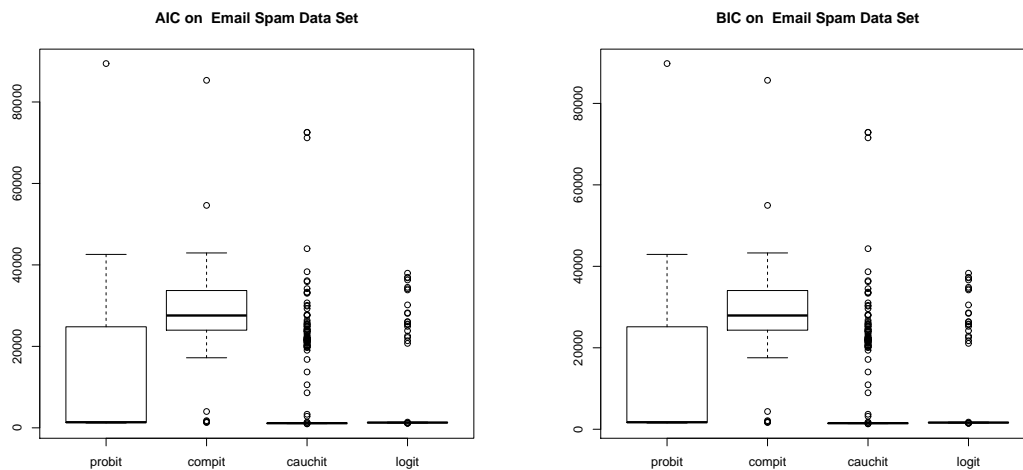 AIC on Email Spam Data Set
80000
60000
40000
20000
0
probit compit cauchit logit
BIC on Email Spam Data Set
80000
60000
40000
20000
0
probit compit cauchit logit